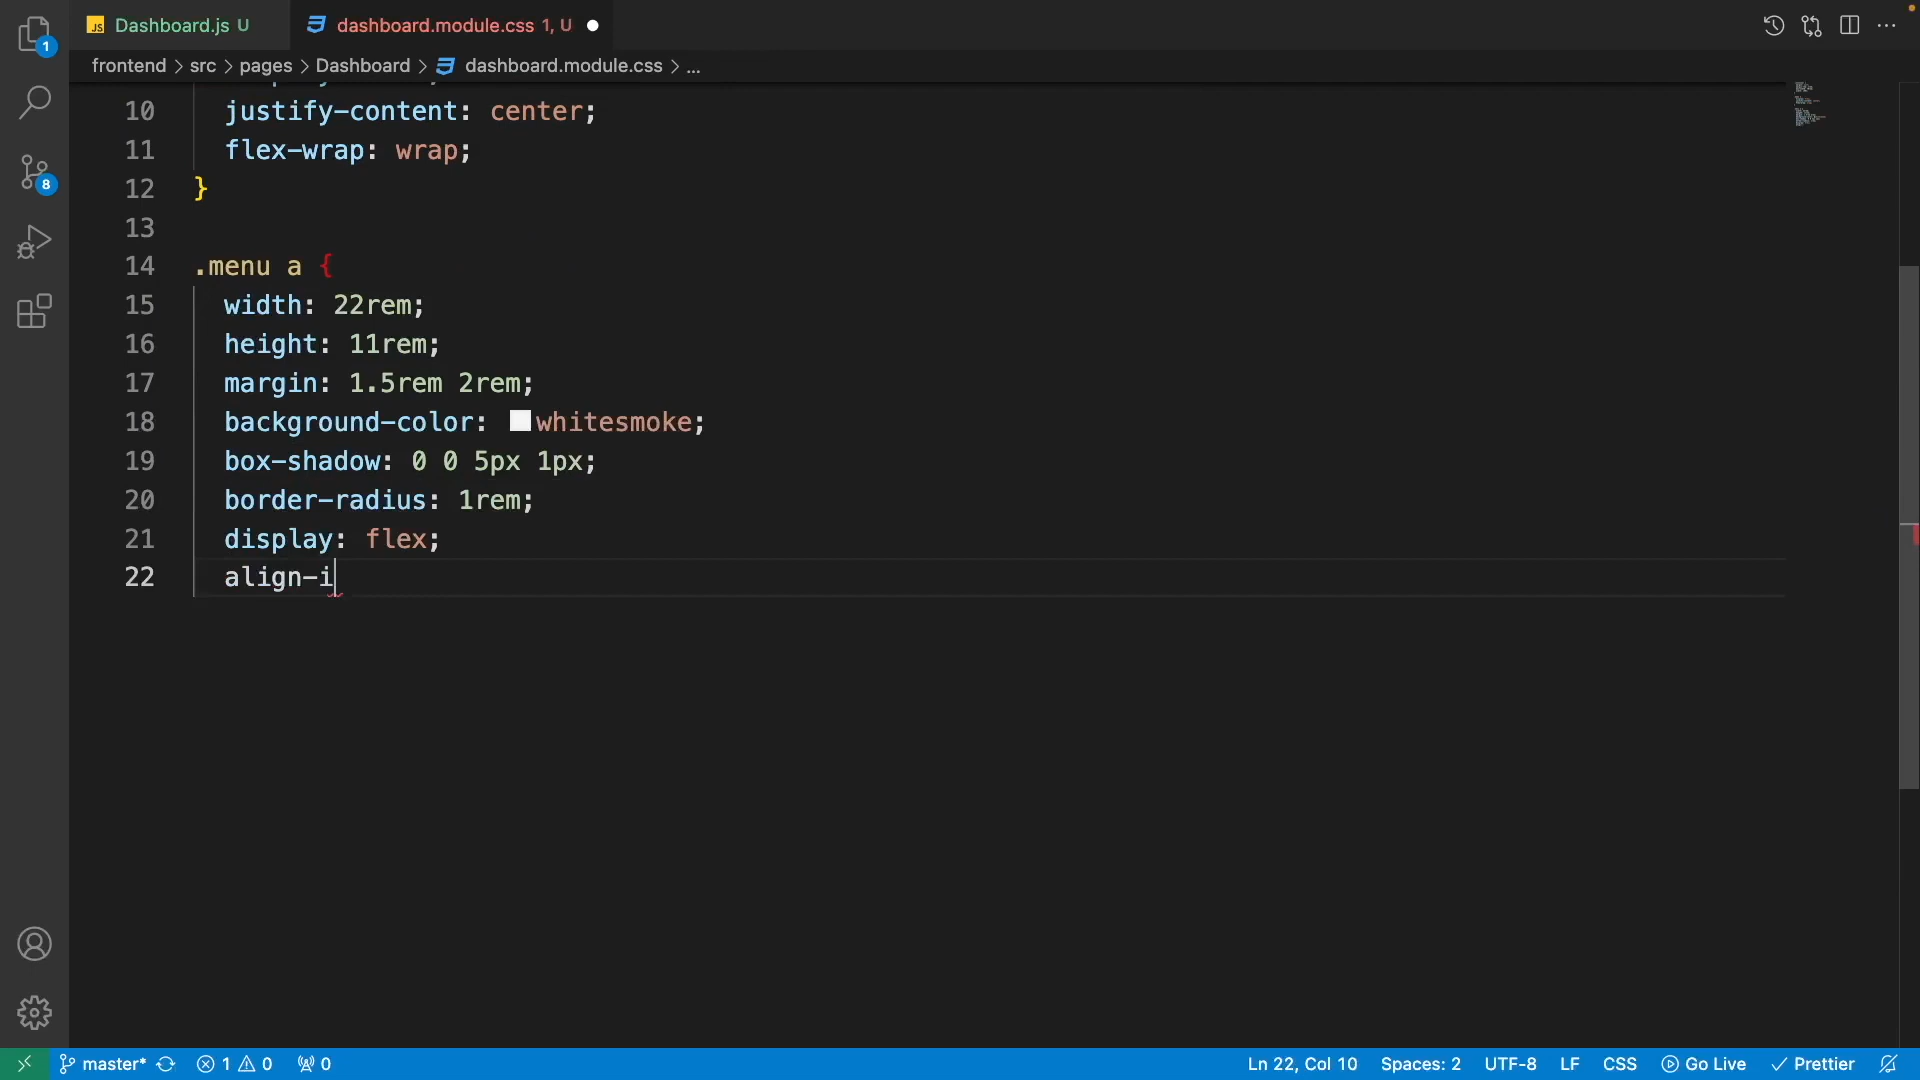 JS Dashboard.js U
dashboard.module.css 1, U
1
frontend > src > pages > Dashboard > dashboard.module.css > ...
10 justify-content: center;
11 flex-wrap: wrap;
12 }
8
13
14 .menu a {
15 width: 22rem;
16 height: 11rem;
17 margin: 1.5rem 2rem;
18 background-color: whitesmoke;
19 box-shadow: 0 0 5px 1px;
20 border-radius: 1rem;
21 display: flex;
22 align-i
master* 1 0 0 Ln 22, Col 10 Spaces: 2 UTF-8 LF CSS Go Live Prettier